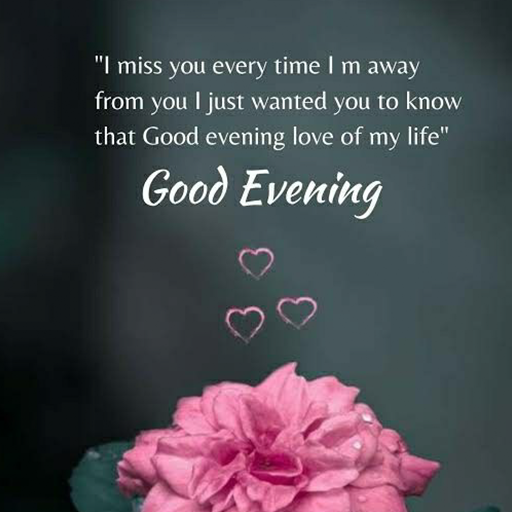 "I miss you every time I m away
from you I just wanted you to know
that Good evening love of my life"
Good Evening